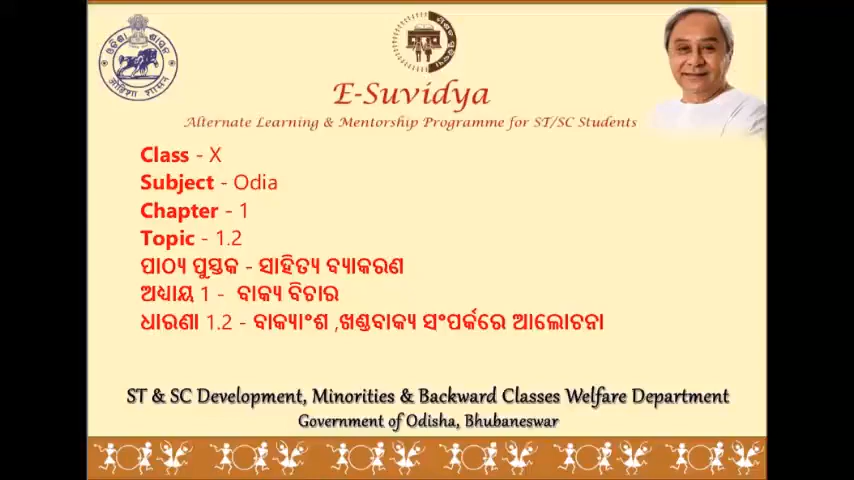 E-Suvidya
Alternate Learning & Mentorship Programme for ST/SC Students
Class - X
Subject - Odia
Chapter - 1
Topic - 1.2
ପାଠ୍ୟ ପୁସ୍ତକ - ସାହିତ୍ୟ ବ୍ୟାକରଣ
ଅଧ୍ୟାୟ 1 - ବାକ୍ୟ ବିଚାର
ଧାରଣା 1.2 - ବାକ୍ୟାଂଶ ,ଖଣ୍ଡବାକ୍ୟ ସଂପର୍କରେ ଆଲୋଚନା
ST & SC Development, Minorities & Backward Classes Welfare Department
Government of Odisha, Bhubaneswar